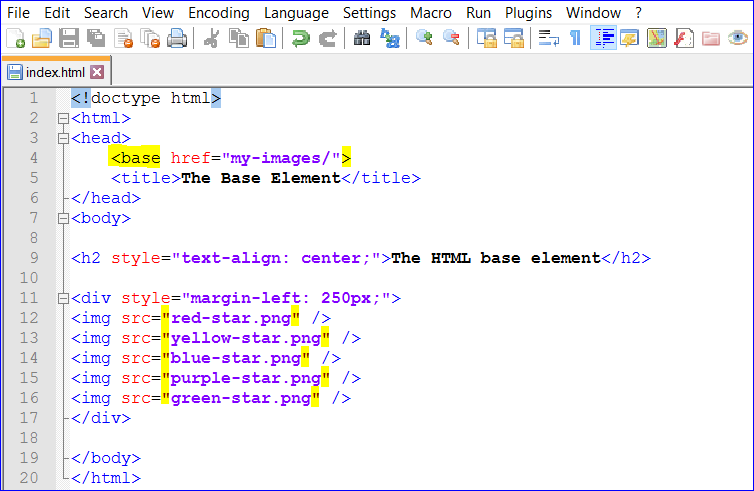 File Edit Search View Encoding Language Settings Macro Run Plugins Window ?
index.html
1 <!doctype html>
2 <html>
3 <head>
4 <base href="my-images/">
5 <title>The Base Element</title>
6 </head>
7 <body>
8
9 <h2 style="text-align: center;">The HTML base element</h2>
10
11 <div style="margin-left: 250px;">
12 <img src="red-star.png" />
13 <img src="yellow-star.png" />
14 <img src="blue-star.png" />
15 <img src="purple-star.png" />
16 <img src="green-star.png" />
17 </div>
18
19 </body>
20 </html>